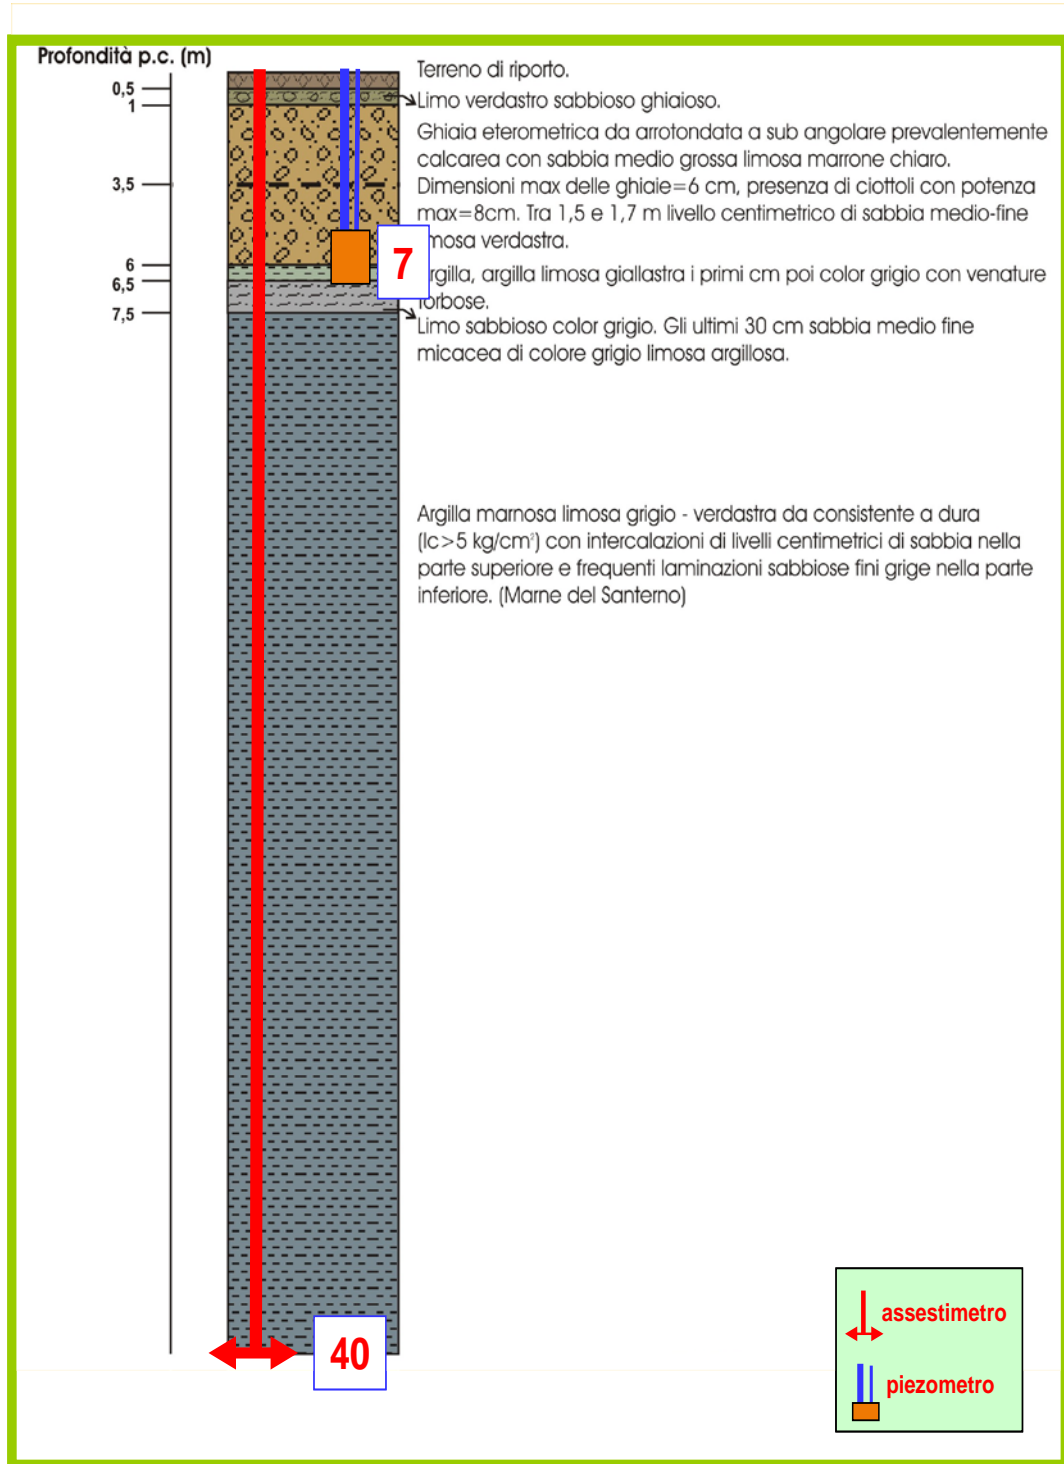 Profondità p.c. (m)
0,5
1
3,5
6
6,5
7,5
Terreno di riporto.
Limo verdastro sabbioso ghiaioso.
Ghiaia eterometrica da arrotondata a sub angolare prevalentemente
calcarea con sabbia medio grossa limosa marrone chiaro.
Dimensioni max delle ghiaie=6 cm, presenza di ciottoli con potenza
max=8cm. Tra 1,5 e 1,7 m livello centimetrico di sabbia medio-fine
mosa verdastra.
rgilla, argilla limosa giallastra i primi cm poi color grigio con venature
torbose.
Limo sabbioso color grigio. Gli ultimi 30 cm sabbia medio fine
micacea di colore grigio limosa argillosa.
7
Argilla marnosa limosa grigio - verdastra da consistente a dura
(Ic>5 kg/cm²) con intercalazioni di livelli centimetrici di sabbia nella
parte superiore e frequenti laminazioni sabbiose fini grige nella parte
inferiore. (Marne del Santerno)
40
assestimetro
piezometro